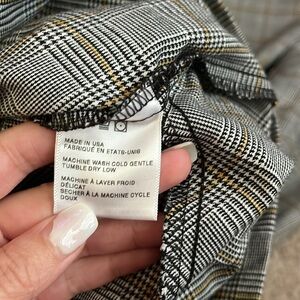 MADE IN USA
FABRIQUÉ EN ETATS-UNIS
MACHINE WASH COLD GENTLE
TUMBLE DRY LOW
MACHINE À LAVER FROID
DÉLICAT
SECHER À LA MACHINE CYCLE
DOUX